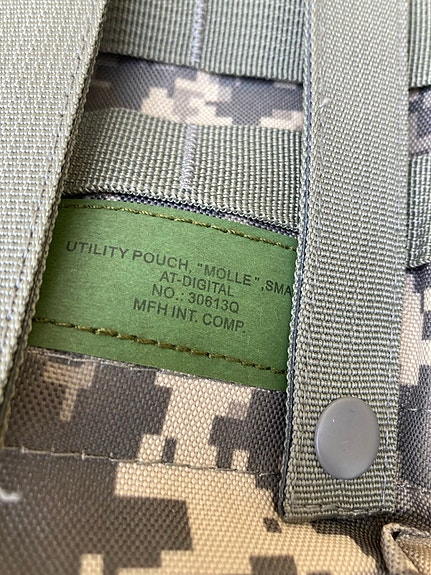 UTILITY POUCH, "MOLLE",SMA
AT-DIGITAL
NO.: 30613Q
MFH INT. COMP.